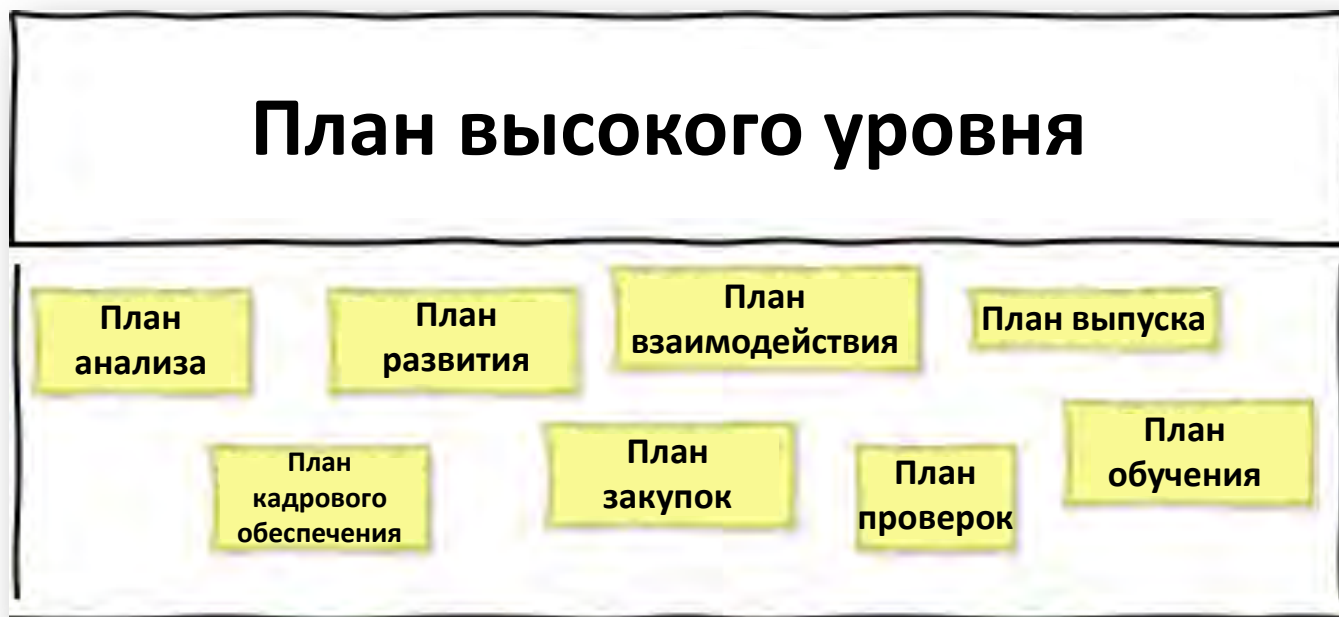 План высокого уровня
План
анализа
План
развития
План
взаимодействия
План выпуска
План
кадрового
обеспечения
План
закупок
План
проверок
План
обучения